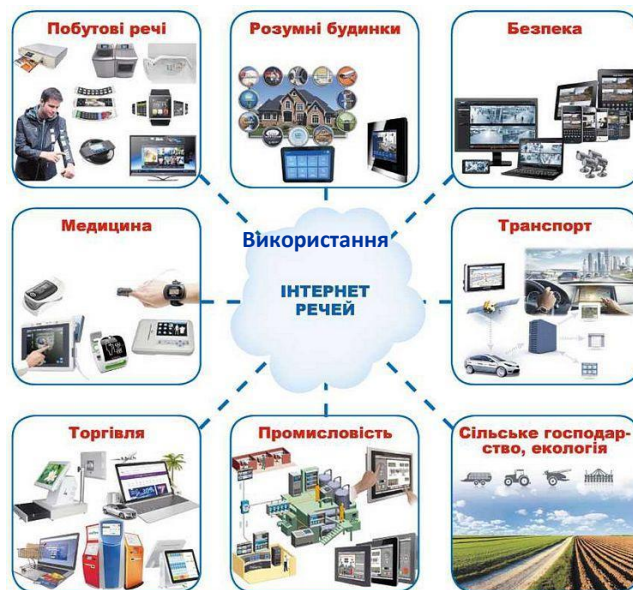 Побутові речі
Розумні будинки
Безпека
Медицина
Використання
ІНТЕРНЕТ
РЕЧЕЙ
Транспорт
Торгівля
Промисловість
Сільське господар-
ство, екологія